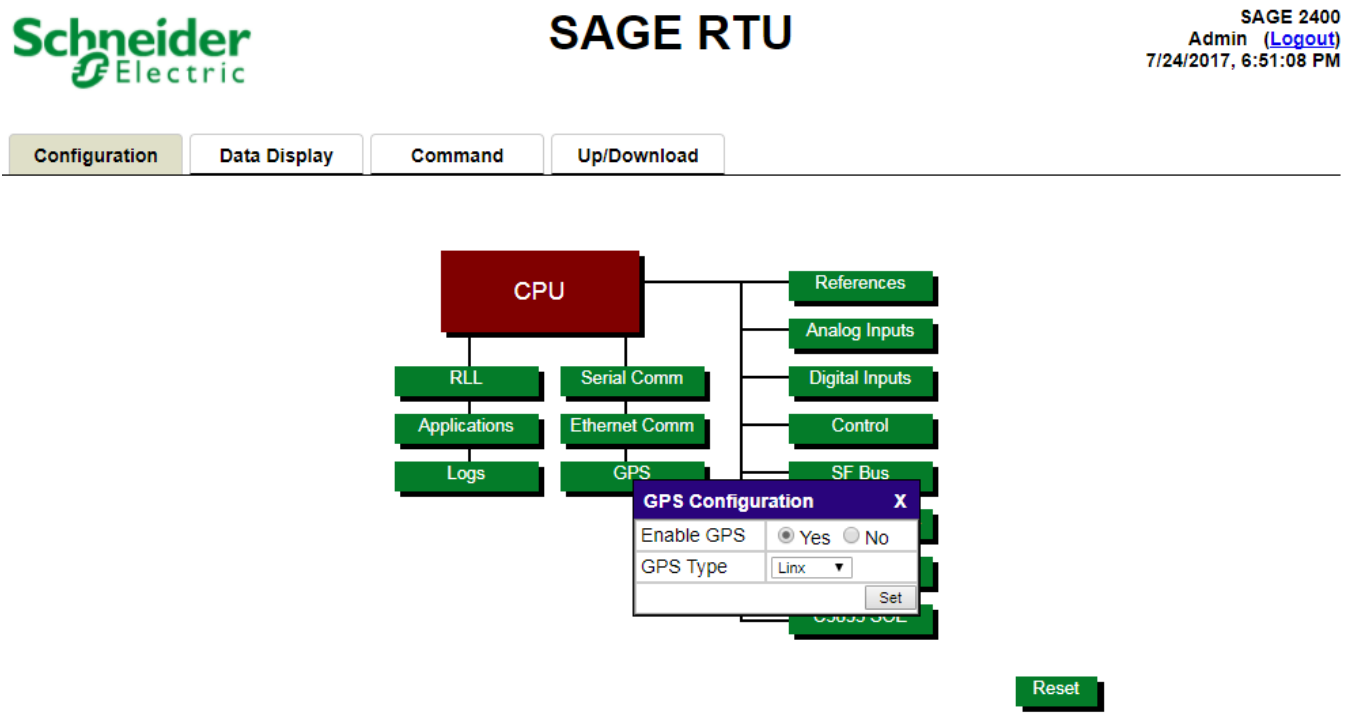 Schneider
Electric
SAGE RTU
SAGE 2400
Admin (Logout)
7/24/2017, 6:51:08 PM
Configuration
Data Display
Command
Up/Download
CPU
References
Analog Inputs
RLL
Serial Comm
Digital Inputs
Applications
Ethernet Comm
Control
Logs
GPS
SF Bus
GPS Configuration X
Enable GPS Yes No
GPS Type Linx
Set
Reset